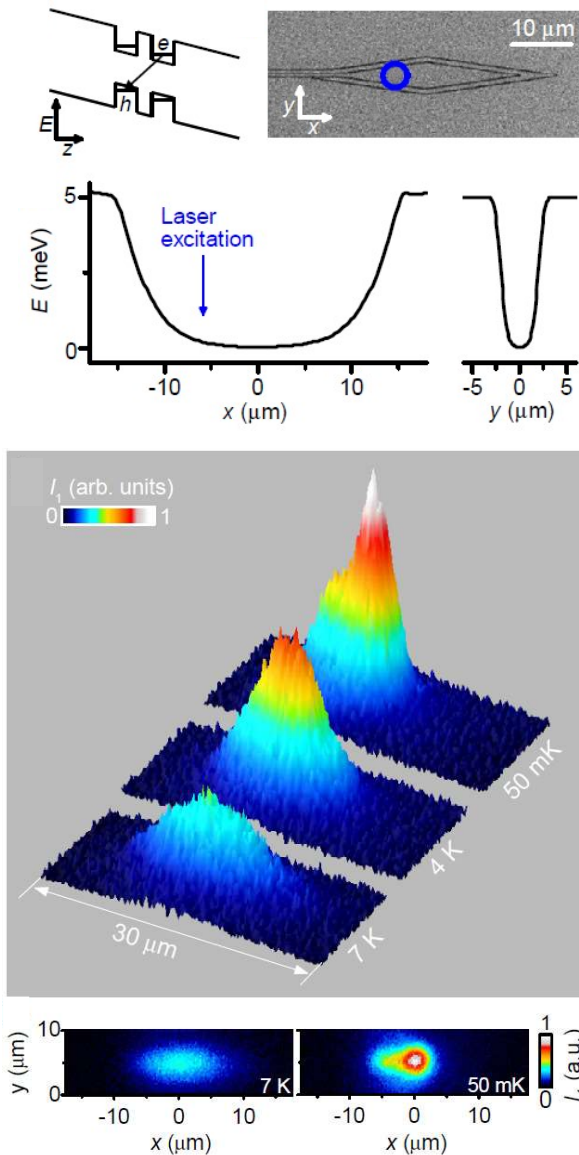 e
h
E
z
10 μm
y
x
5
0
E (meV)
Laser
excitation
-10 0 10
x (μm)
-5 0 5
y (μm)
I1 (arb. units)
0 1
50 mK
4 K
7 K
30 μm
10
0
y (μm)
7 K
50 mK
1
0
I1 (a.u.)
-10 0 10
-10 0 10
x (μm)
x (μm)